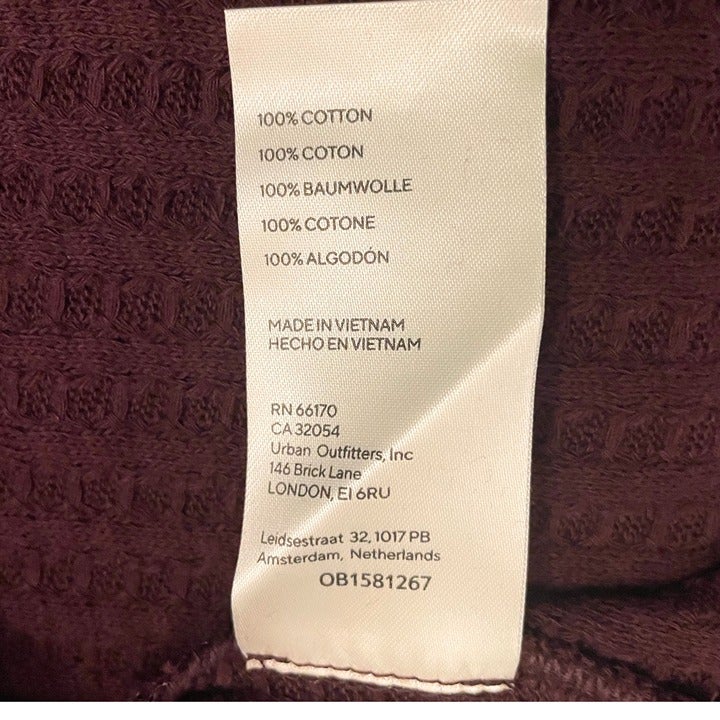 100% COTTON
100% COTON
100% BAUMWOLLE
100% COTONE
100% ALGODÓN
MADE IN VIETNAM
HECHO EN VIETNAM
RN 66170
CA 32054
Urban Outfitters, Inc
146 Brick Lane
LONDON, E1 6RU
Leidsestraat 32, 1017 PB
Amsterdam, Netherlands
OB1581267